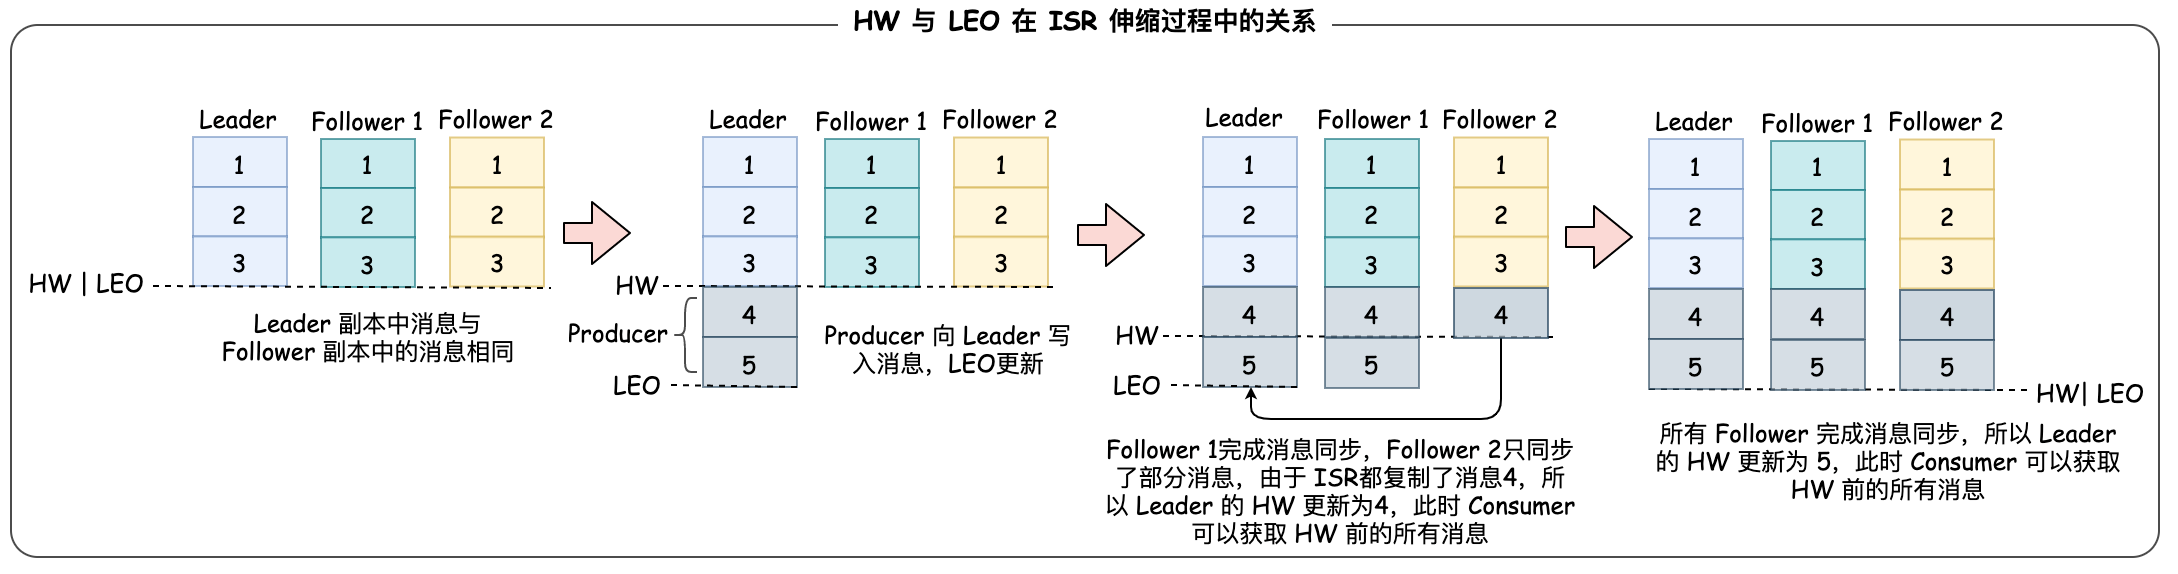 HW 与 LEO 在 ISR 伸缩过程中的关系
Leader
Follower 1
Follower 2
1
1
1
2
2
2
3
3
3
HW | LEO
Leader 副本中消息与
Follower 副本中的消息相同
Leader
Follower 1
Follower 2
1
1
1
2
2
2
3
3
3
HW
4
Producer
5
LEO
Producer 向 Leader 写
入消息，LEO更新
Leader
Follower 1
Follower 2
1
1
1
2
2
2
3
3
3
4
4
4
HW
5
5
LEO
Follower 1完成消息同步，Follower 2只同步
了部分消息，由于 ISR都复制了消息4，所
以 Leader 的 HW 更新为4，此时 Consumer
可以获取 HW 前的所有消息
Leader
Follower 1
Follower 2
1
1
1
2
2
2
3
3
3
4
4
4
5
5
5
HW| LEO
所有 Follower 完成消息同步，所以 Leader
的 HW 更新为 5，此时 Consumer 可以获取
HW 前的所有消息